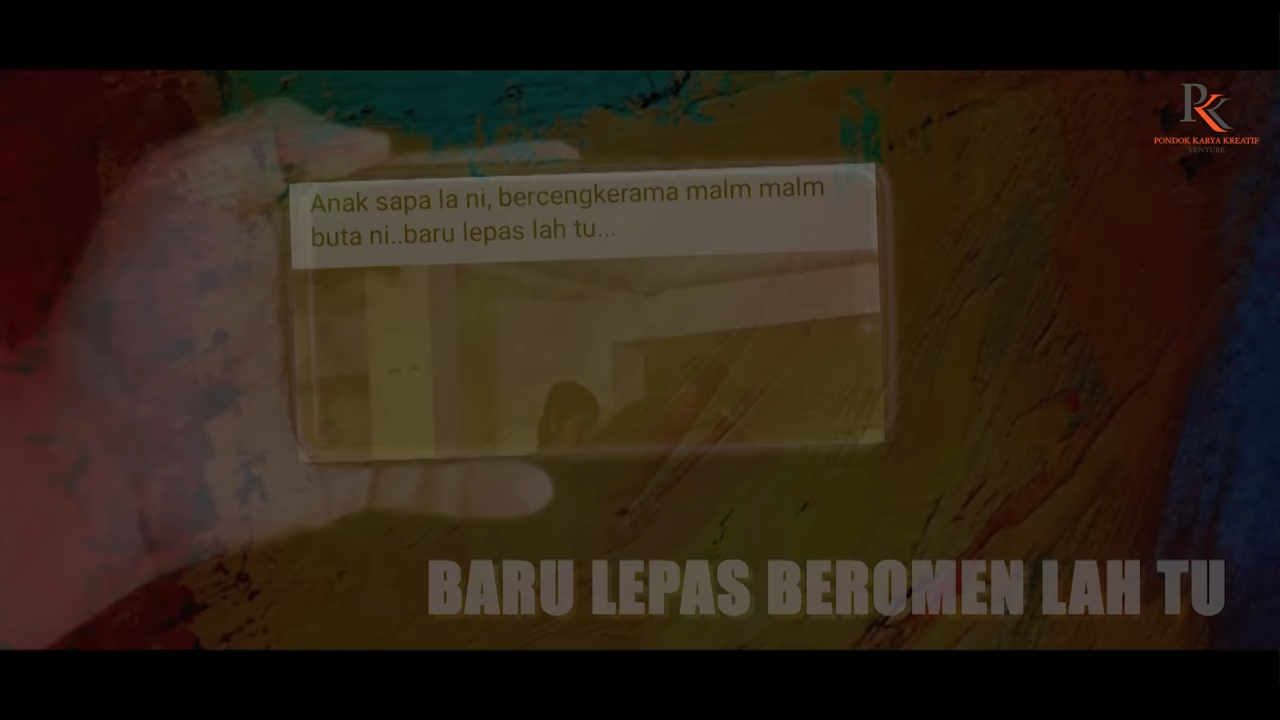 PK
PONDOK KARYA KREATIF
VENTURE
Anak sapa la ni, bercengkerama malm malm
buta ni..baru lepas lah tu...
BARU LEPAS BEROMEN LAH TU